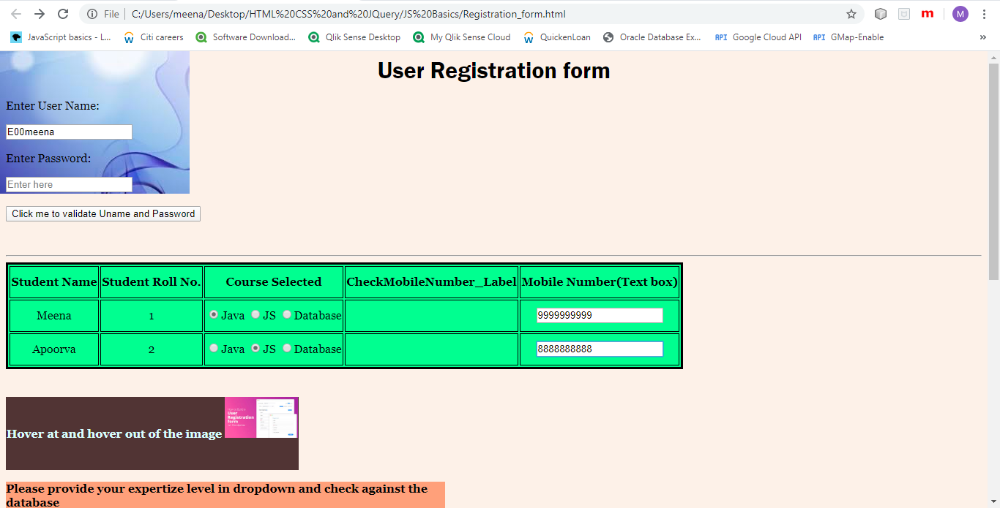 File | C:/Users/meena/Desktop/HTML%20CSS%20and%20JQuery/JS%20Basics/Registration_form.html m M
JavaScript basics - L... Citi careers Software Download... Qlik Sense Desktop My Qlik Sense Cloud QuickenLoan Oracle Database Ex... API Google Cloud API API GMap-Enable »
User Registration form
Enter User Name:
E00meena
Enter Password:
Enter here
Click me to validate Uname and Password
Student Name Student Roll No. Course Selected CheckMobileNumber_Label Mobile Number(Text box)
Meena 1 Java JS Database 9999999999
Apoorva 2 Java JS Database 8888888888
User
Registration
form
Hover at and hover out of the image
Please provide your expertize level in dropdown and check against the
database